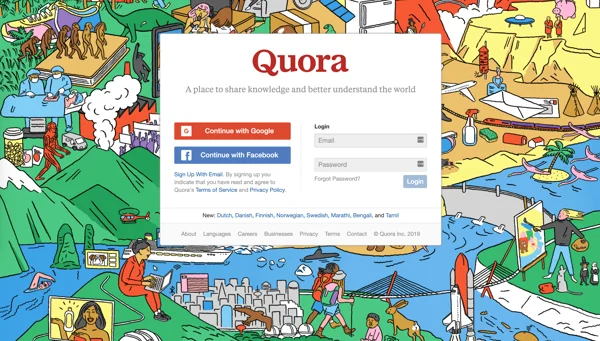 Quora
A place to share knowledge and better understand the world
G Continue with Google
f Continue with Facebook
Sign Up With Email. By signing up you
indicate that you have read and agree to
Quora's Terms of Service and Privacy Policy.
Login
Email
Password
Forgot Password?
Login
New: Dutch, Danish, Finnish, Norwegian, Swedish, Marathi, Bengali, and Tamil
About Languages Careers Businesses Privacy Terms Contact © Quora Inc. 2018